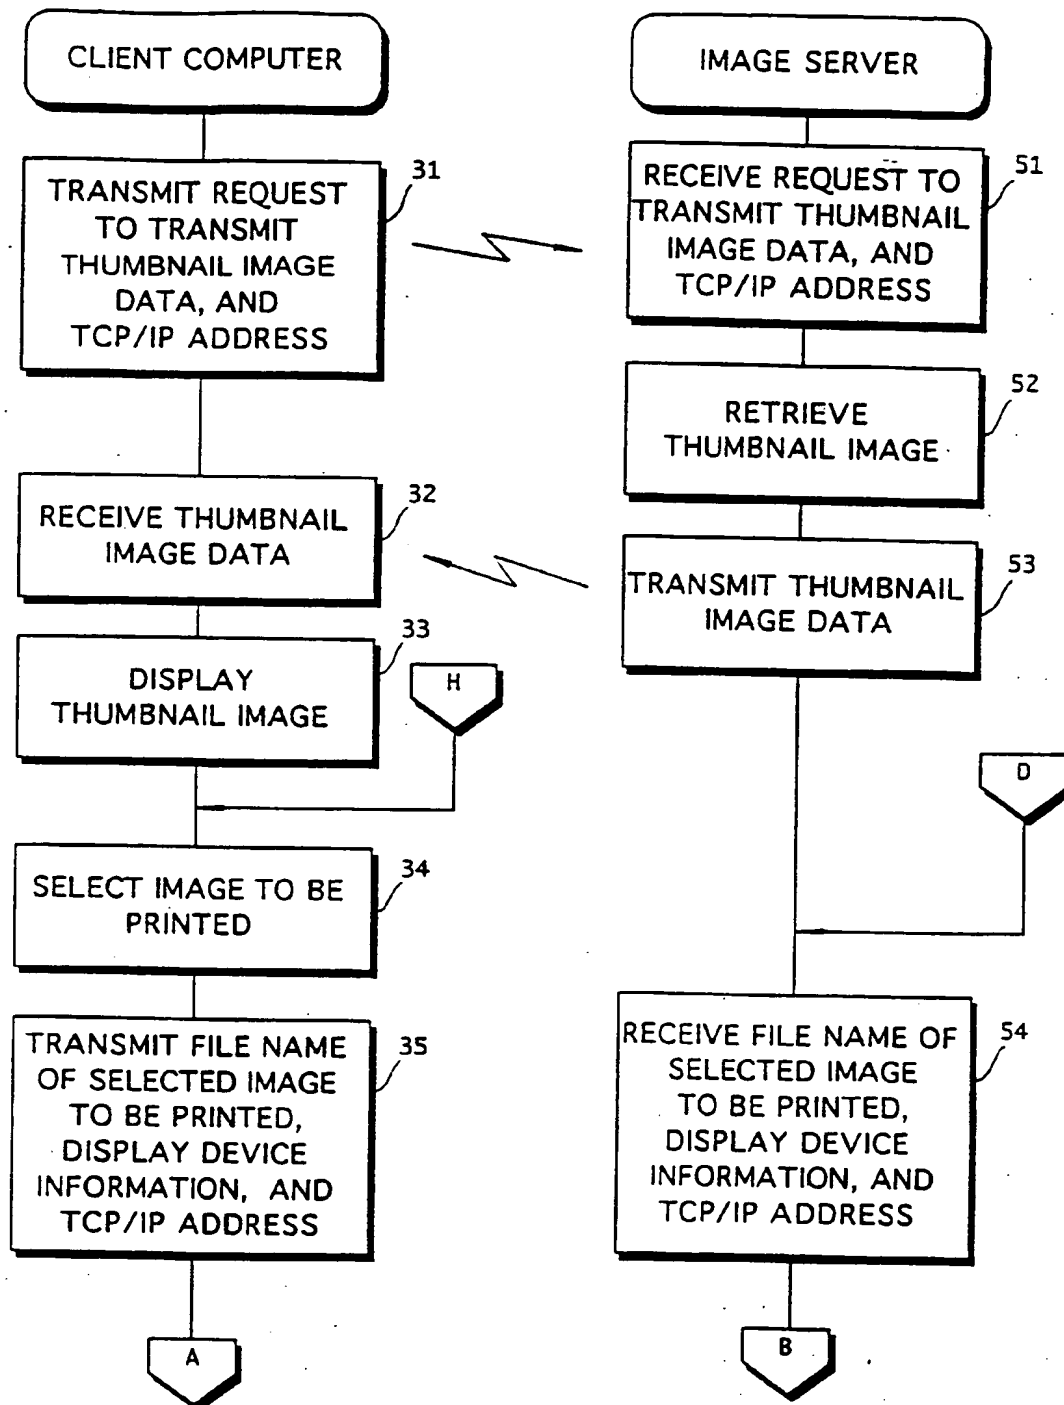 CLIENT COMPUTER
TRANSMIT REQUEST
TO TRANSMIT
THUMBNAIL IMAGE
DATA, AND
TCP/IP ADDRESS
31
RECEIVE THUMBNAIL
IMAGE DATA
32
DISPLAY
THUMBNAIL IMAGE
33
H
SELECT IMAGE TO BE
PRINTED
34
TRANSMIT FILE NAME
OF SELECTED IMAGE
TO BE PRINTED,
DISPLAY DEVICE
INFORMATION, AND
TCP/IP ADDRESS
35
A
IMAGE SERVER
RECEIVE REQUEST TO
TRANSMIT THUMBNAIL
IMAGE DATA, AND
TCP/IP ADDRESS
51
RETRIEVE
THUMBNAIL IMAGE
52
TRANSMIT THUMBNAIL
IMAGE DATA
53
D
RECEIVE FILE NAME OF
SELECTED IMAGE
TO BE PRINTED,
DISPLAY DEVICE
INFORMATION, AND
TCP/IP ADDRESS
54
B